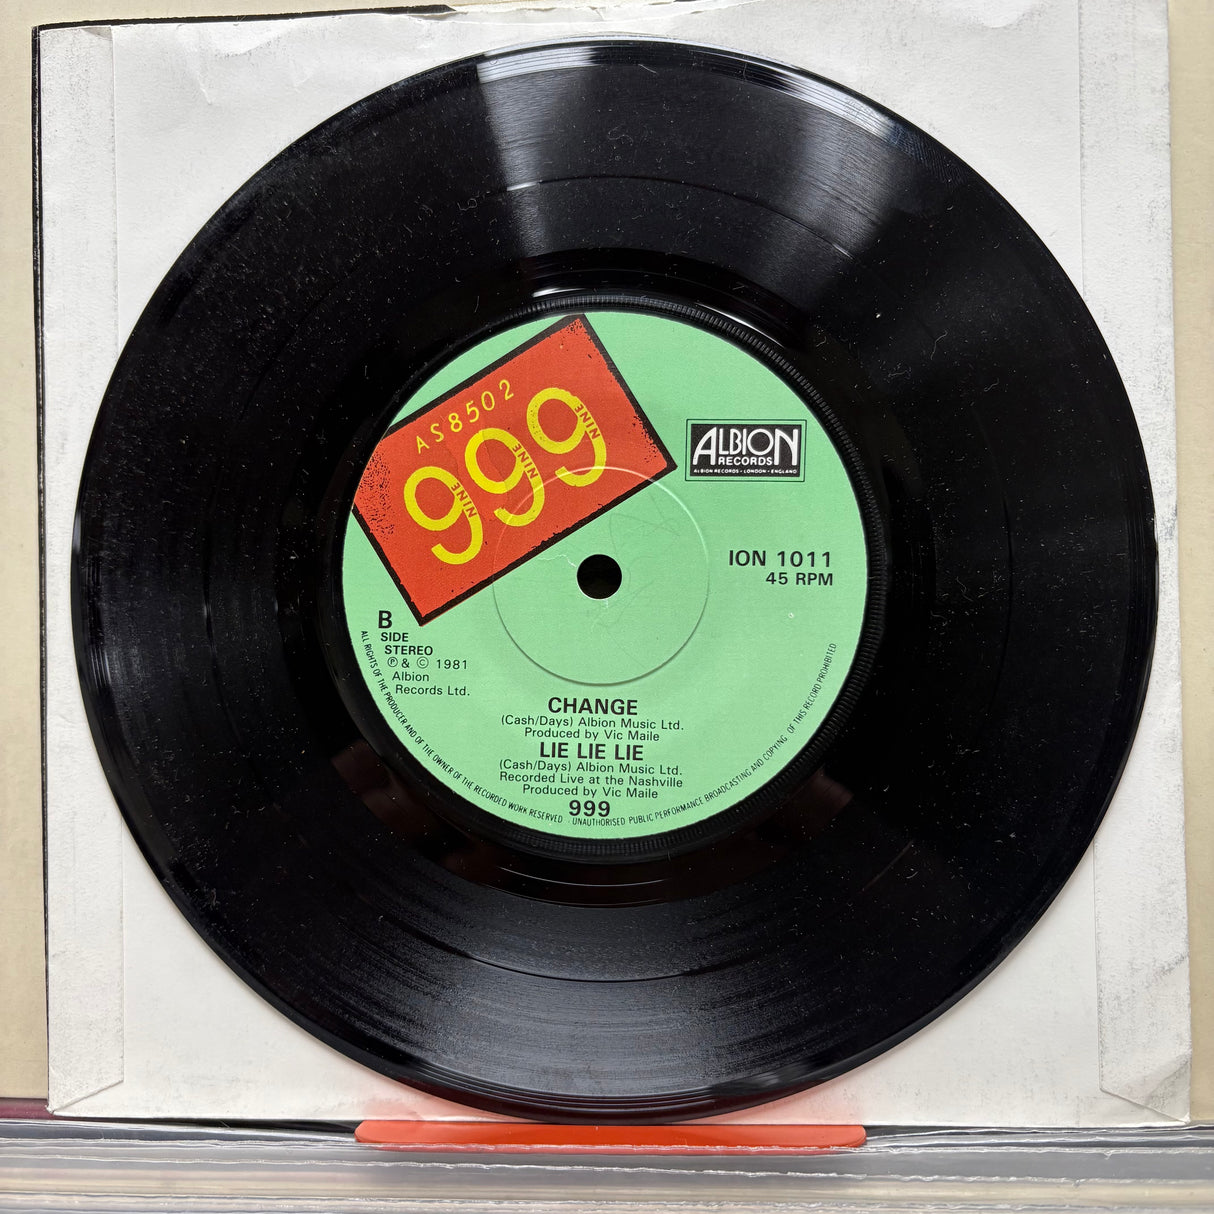 AS8502
999
NINE NINE NINE
ALBION
RECORDS
ALBION RECORDS • LONDON • ENGLAND
ION 1011
45 RPM
B
SIDE
STEREO
℗ & © 1981
Albion
Records Ltd.
CHANGE
(Cash/Days) Albion Music Ltd.
Produced by Vic Maile
LIE LIE LIE
(Cash/Days) Albion Music Ltd.
Recorded Live at the Nashville
Produced by Vic Maile
999
ALL RIGHTS OF THE PRODUCER AND OF THE OWNER OF THE RECORDED WORK RESERVED · UNAUTHORISED PUBLIC PERFORMANCE BROADCASTING AND COPYING OF THIS RECORD PROHIBITED